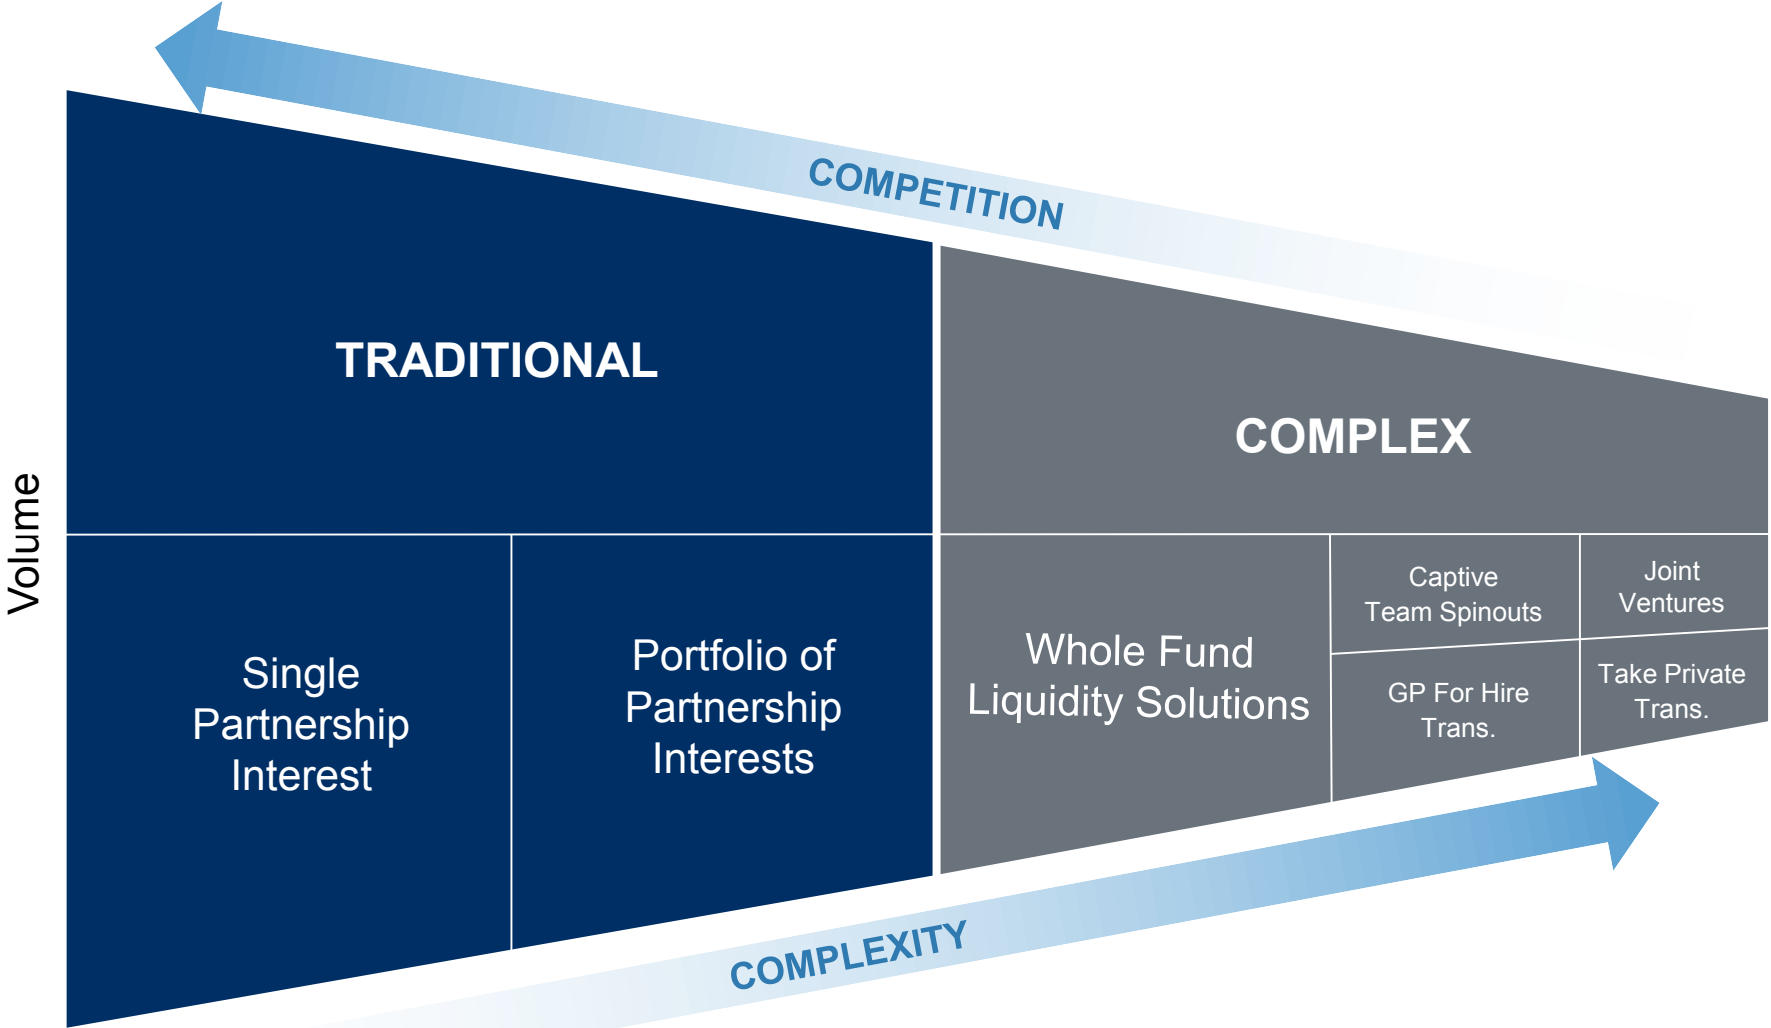 COMPETITION
TRADITIONAL
COMPLEX
Volume
Single
Partnership
Interest
Portfolio of
Partnership
Interests
Whole Fund
Liquidity Solutions
Captive
Team Spinouts
Joint
Ventures
GP For Hire
Trans.
Take Private
Trans.
COMPLEXITY